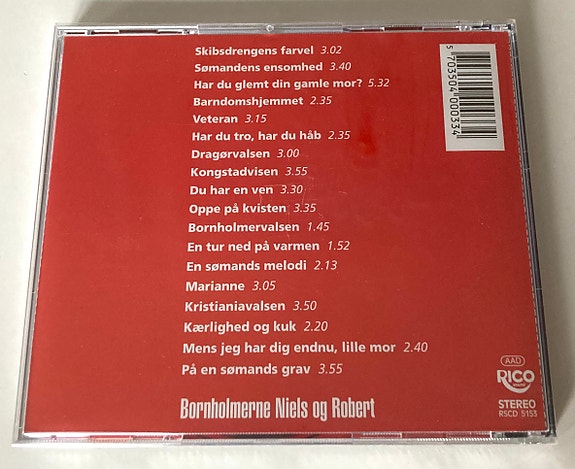 Skibsdrengens farvel 3.02
Sømandens ensomhed 3.40
Har du glemt din gamle mor? 5.32
Barndomshjemmet 2.35
Veteran 3.15
Har du tro, har du håb 2.35
Dragørvalsen 3.00
Kongstadvisen 3.55
Du har en ven 3.30
Oppe på kvisten 3.35
Bornholmervalsen 1.45
En tur ned på varmen 1.52
En sømands melodi 2.13
Marianne 3.05
Kristianiavalsen 3.50
Kærlighed og kuk 2.20
Mens jeg har dig endnu, lille mor 2.40
På en sømands grav 3.55
Bornholmerne Niels og Robert
5 703504 000334
AAD
RICO
STEREO
RSCD 5153